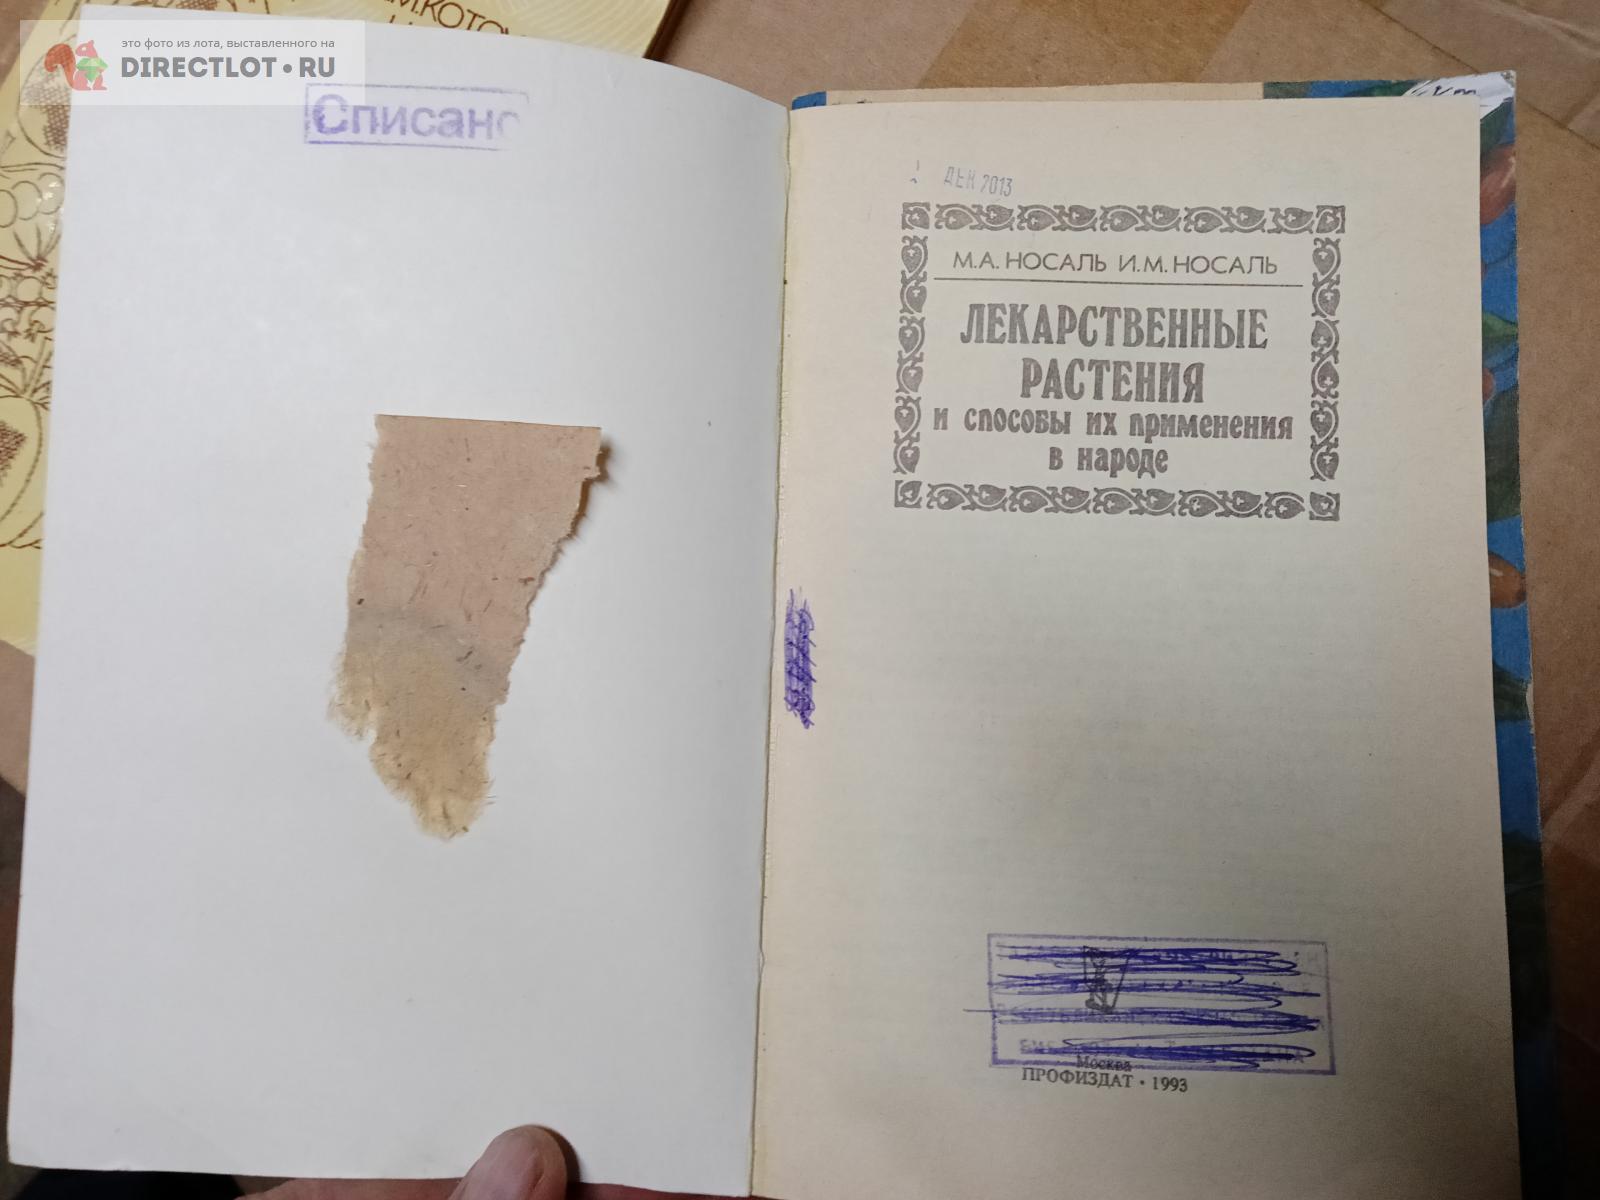 это фото из лота, выставленного на
DIRECTLOT • RU
Списано
ДЕК 2013
М.А. НОСАЛЬ И.М. НОСАЛЬ
ЛЕКАРСТВЕННЫЕ
РАСТЕНИЯ
и способы их применения
в народе
Москва
ПРОФИЗДАТ • 1993